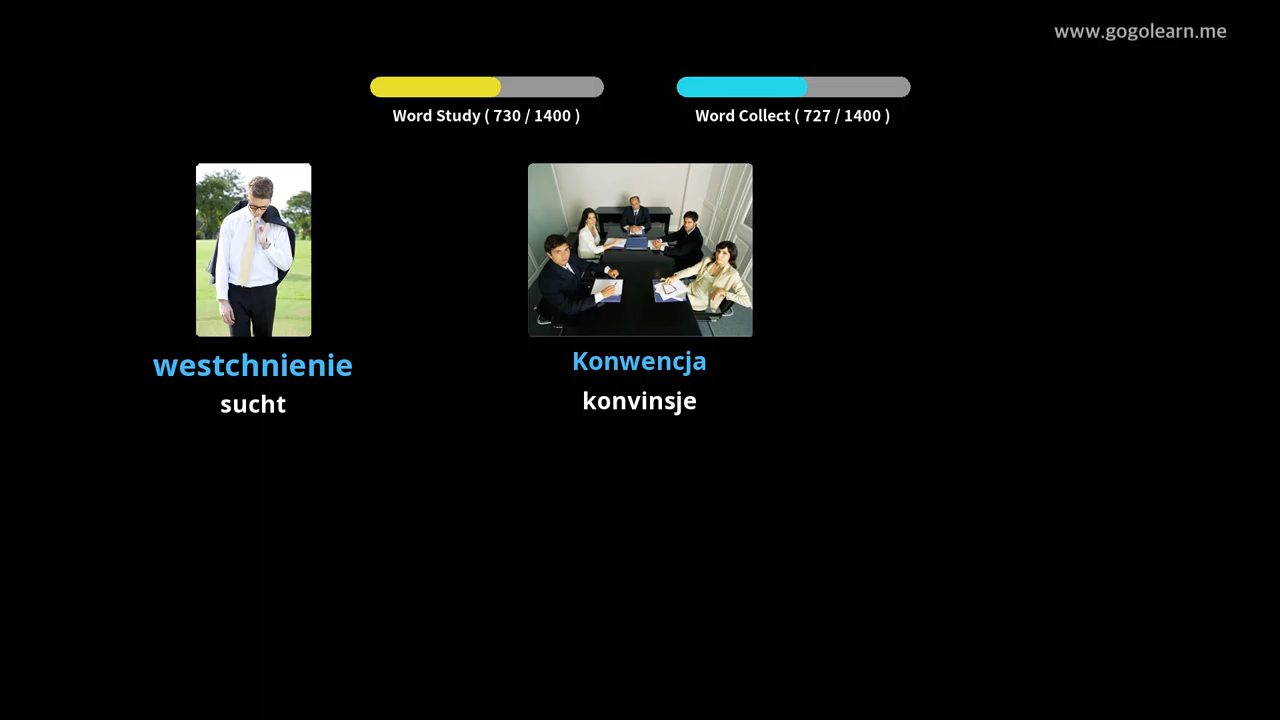 www.gogolearn.me
Word Study ( 730 / 1400 )
Word Collect ( 727 / 1400 )
westchnienie
sucht
Konwencja
konvinsje